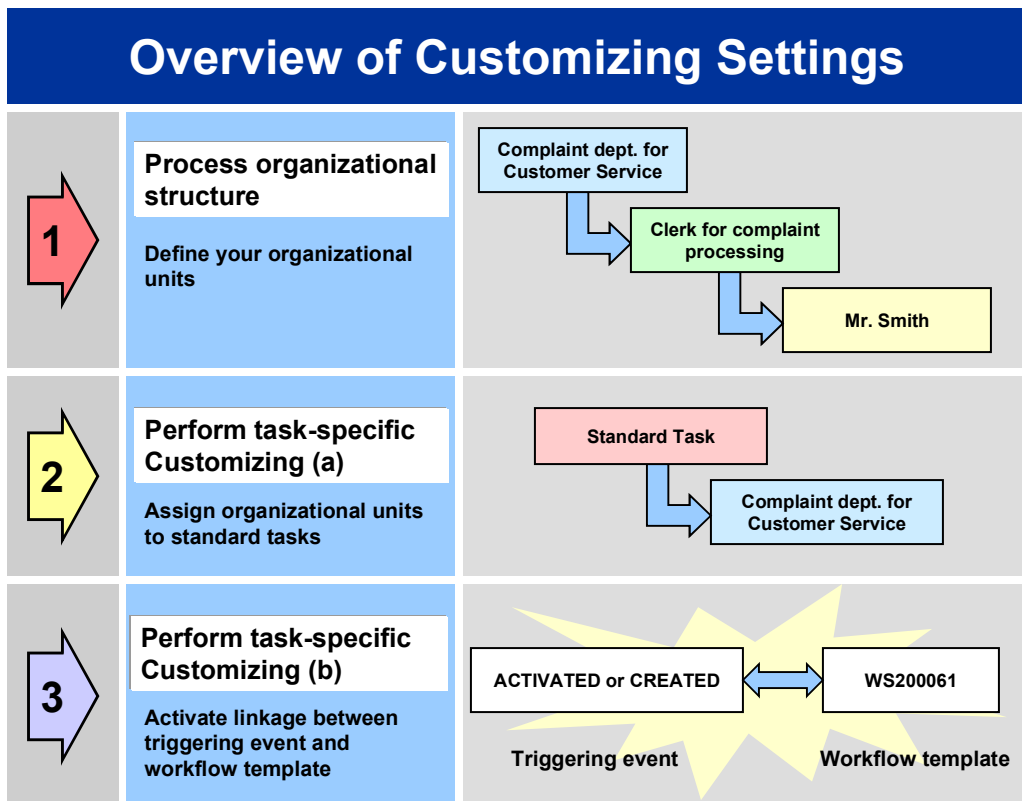 Overview of Customizing Settings
1
Process organizational
structure
Define your organizational
units
Complaint dept. for
Customer Service
Clerk for complaint
processing
Mr. Smith
2
Perform task-specific
Customizing (a)
Assign organizational units
to standard tasks
Standard Task
Complaint dept. for
Customer Service
3
Perform task-specific
Customizing (b)
Activate linkage between
triggering event and
workflow template
ACTIVATED or CREATED
WS200061
Triggering event
Workflow template